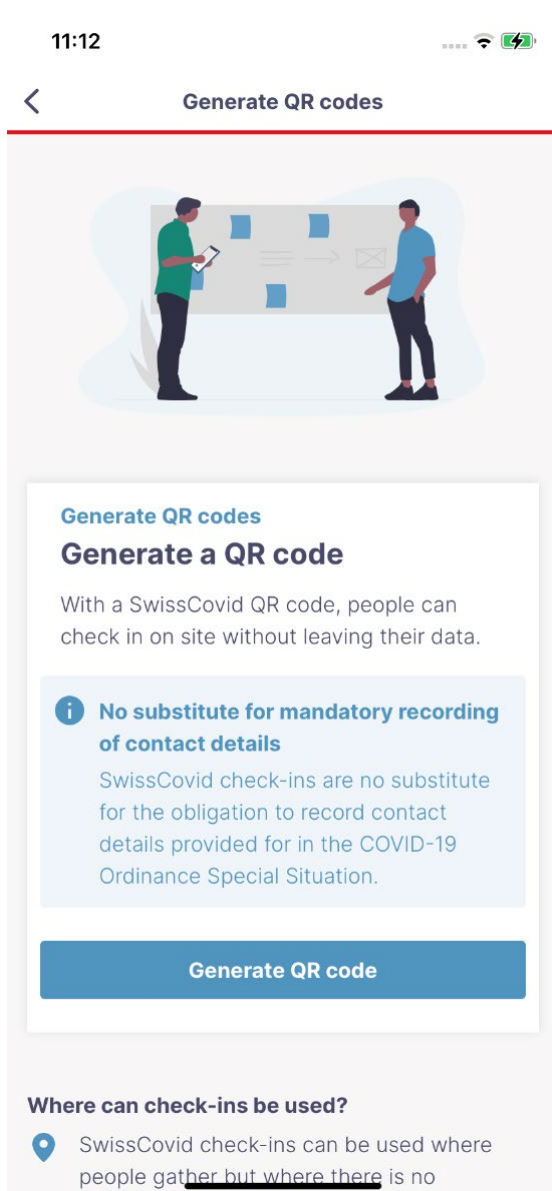 11:12
Generate QR codes
Generate QR codes
Generate a QR code
With a SwissCovid QR code, people can
check in on site without leaving their data.
No substitute for mandatory recording
of contact details
SwissCovid check-ins are no substitute
for the obligation to record contact
details provided for in the COVID-19
Ordinance Special Situation.
Generate QR code
Where can check-ins be used?
SwissCovid check-ins can be used where
people gather but where there is no